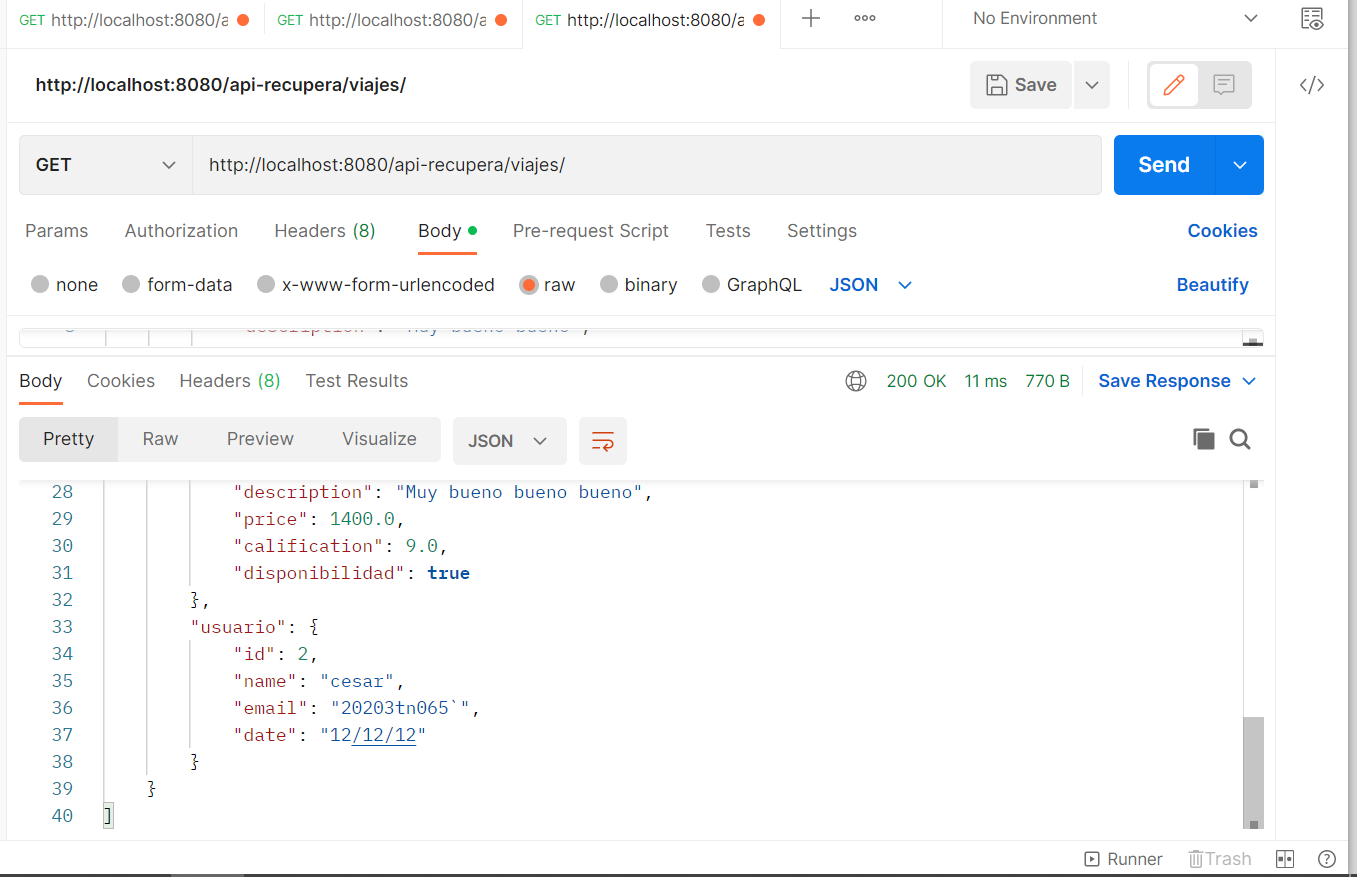 GET http://localhost:8080/a GET http://localhost:8080/a GET http://localhost:8080/a No Environment
http://localhost:8080/api-recupera/viajes/ Save
GET http://localhost:8080/api-recupera/viajes/ Send
Params Authorization Headers (8) Body Pre-request Script Tests Settings Cookies
none form-data x-www-form-urlencoded raw binary GraphQL JSON Beautify
Body Cookies Headers (8) Test Results 200 OK 11 ms 770 B Save Response
Pretty Raw Preview Visualize JSON
28 "description": "Muy bueno bueno bueno",
29 "price": 1400.0,
30 "calification": 9.0,
31 "disponibilidad": true
32 },
33 "usuario": {
34 "id": 2,
35 "name": "cesar",
36 "email": "20203tn065`",
37 "date": "12/12/12"
38 }
39 }
40 ]
Runner Trash